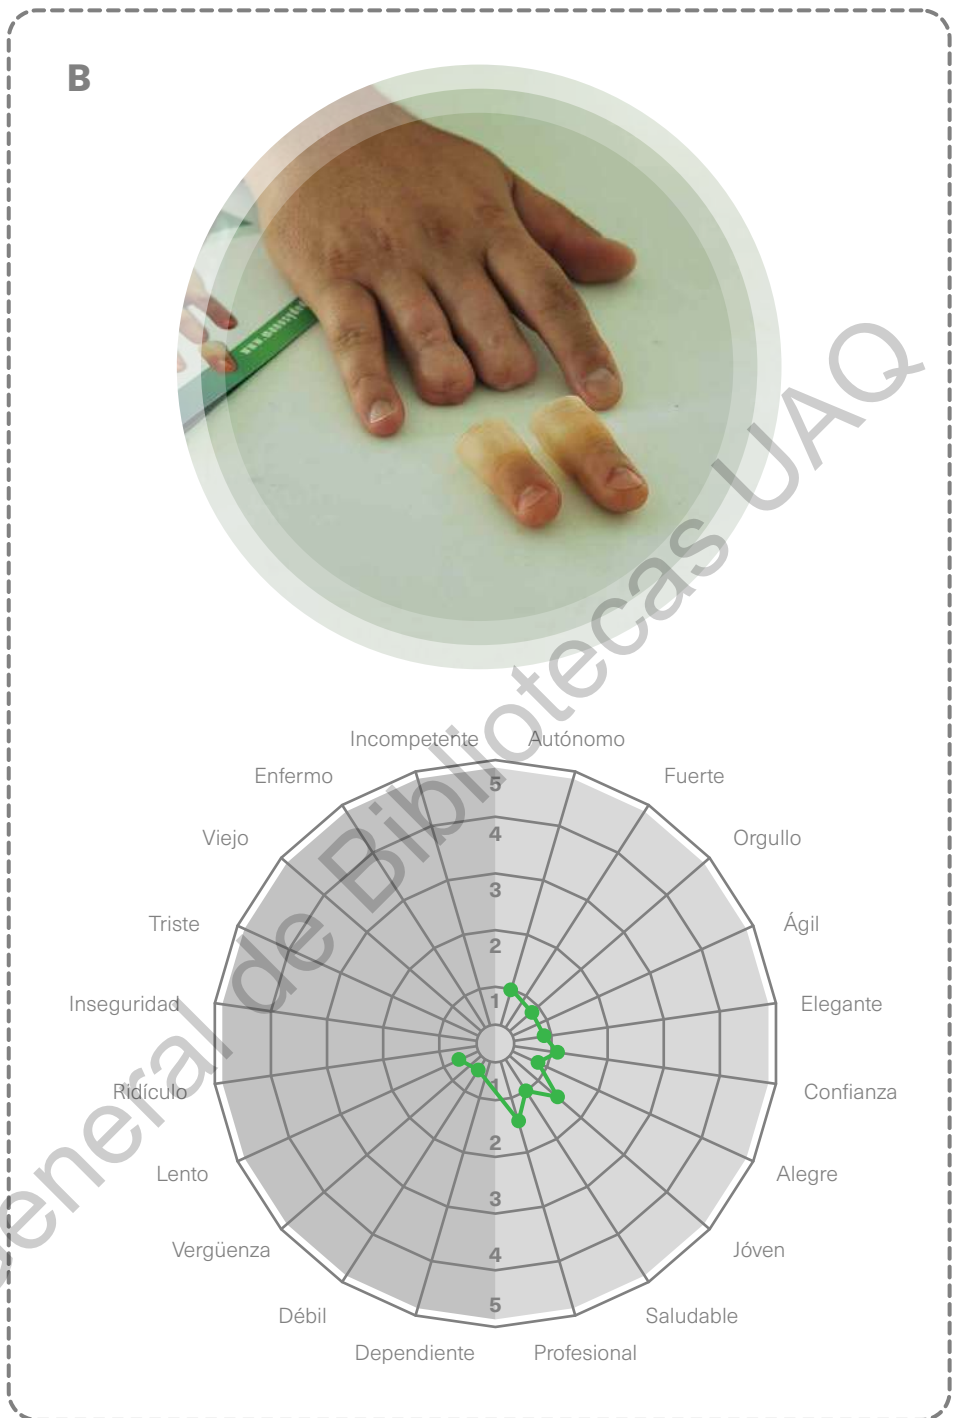 B
Incompetente
Autónomo
Enfermo
Fuerte
Viejo
Orgullo
Triste
Ágil
Inseguridad
Elegante
Ridículo
Confianza
Lento
Alegre
Vergüenza
Jóven
Débil
Saludable
Dependiente
Profesional
5
4
3
2
1
1
2
3
4
5
General de Bibliotecas UAQ